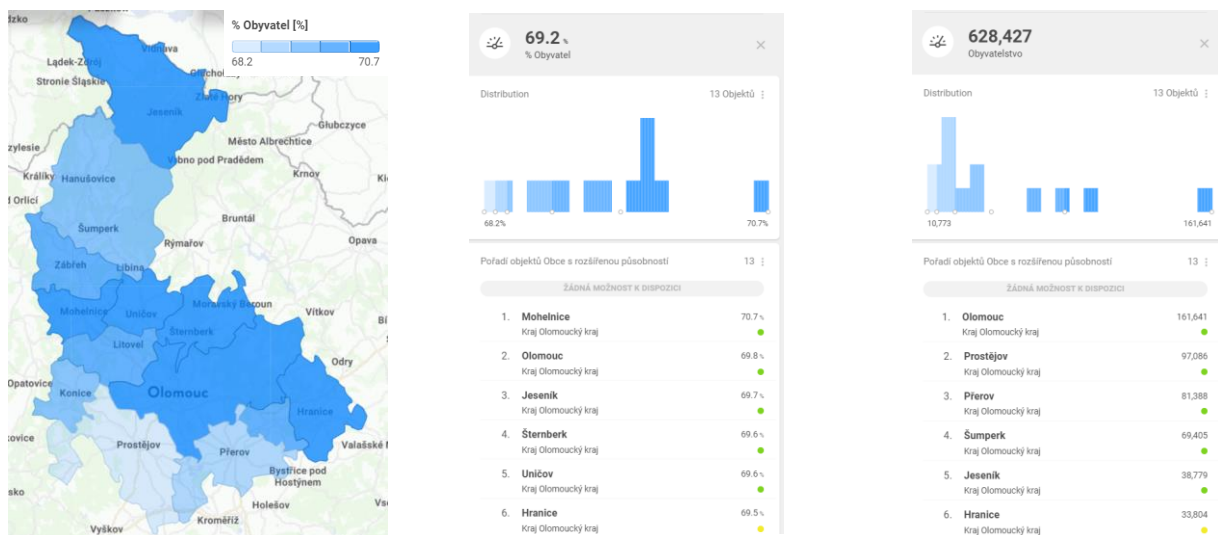 % Obyvatel [%]
68.2
70.7
Vidnava
Lądek-Zdrój
Głuchołazy
Stronie Śląskie
Zlaté Hory
Jeseník
Głubczyce
Město Albrechtice
Vrbno pod Pradědem
Krnov
Králíky
Hanušovice
Bruntál
Šumperk
Rýmařov
Opava
Zábřeh
Libina
Mohelnice
Uničov
Moravský Beroun
Vítkov
Šternberk
Litovel
Odry
Opatovice
Konice
Olomouc
Hranice
Prostějov
Přerov
Valašské
Bystřice pod
Hostýnem
Holešov
Kroměříž
Vyškov
69.2 %
% Obyvatel
Distribution
13 Objektů
68.2%
70.7%
Pořadí objektů Obce s rozšířenou působností
13
ŽÁDNÁ MOŽNOST K DISPOZICI
1. Mohelnice 70.7 %
Kraj Olomoucký kraj
2. Olomouc 69.8 %
Kraj Olomoucký kraj
3. Jeseník 69.7 %
Kraj Olomoucký kraj
4. Šternberk 69.6 %
Kraj Olomoucký kraj
5. Uničov 69.6 %
Kraj Olomoucký kraj
6. Hranice 69.5 %
Kraj Olomoucký kraj
628,427
Obyvatelstvo
Distribution
13 Objektů
10,773
161,641
Pořadí objektů Obce s rozšířenou působností
13
ŽÁDNÁ MOŽNOST K DISPOZICI
1. Olomouc 161,641
Kraj Olomoucký kraj
2. Prostějov 97,086
Kraj Olomoucký kraj
3. Přerov 81,388
Kraj Olomoucký kraj
4. Šumperk 69,405
Kraj Olomoucký kraj
5. Jeseník 38,779
Kraj Olomoucký kraj
6. Hranice 33,804
Kraj Olomoucký kraj